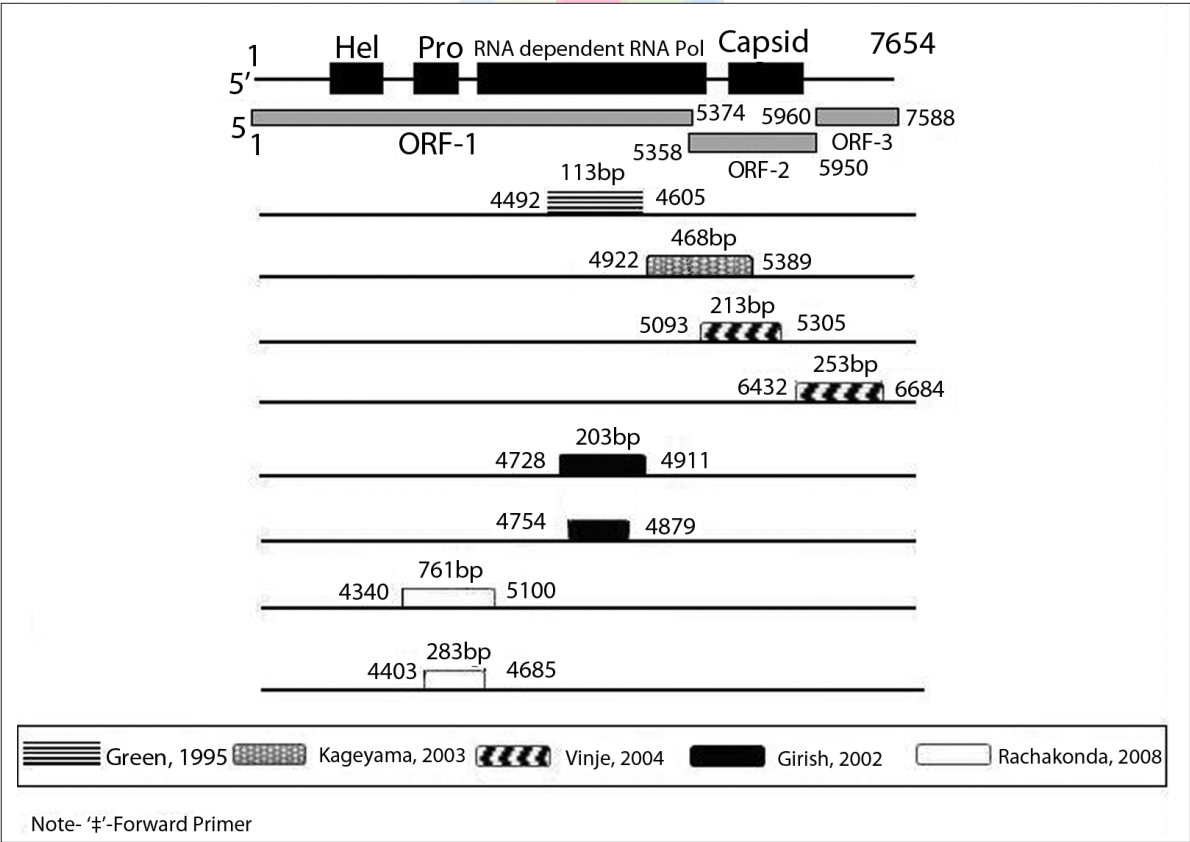 1 Hel Pro RNA dependent RNA Pol Capsid 7654
5'
5374 5960 7588
5
1 ORF-1 5358 ORF-2 ORF-3 5950
113bp
4492 4605
468bp
4922 5389
213bp
5093 5305
253bp
6432 6684
203bp
4728 4911
4754 4879
761bp
4340 5100
283bp
4403 4685
Green, 1995 Kageyama, 2003 Vinje, 2004 Girish, 2002 Rachakonda, 2008
Note- ‘‡’-Forward Primer